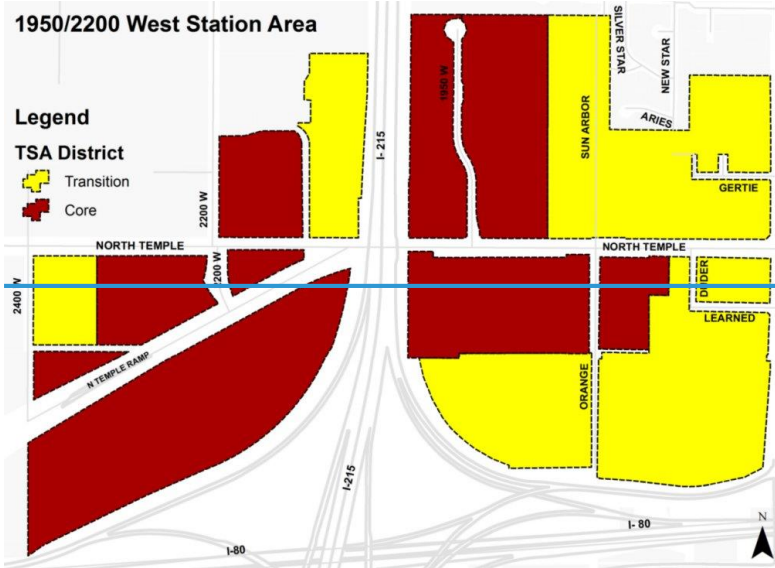 1950/2200 West Station Area
Legend
TSA District
Transition
Core
SILVER STAR
NEW STAR
1950 W
I- 215
SUN ARBOR
ARIES
GERTIE
2200 W
NORTH TEMPLE
NORTH TEMPLE
2400 W
200 W
DODER
LEARNED
N TEMPLE RAMP
ORANGE
I-215
I-80
I- 80
N